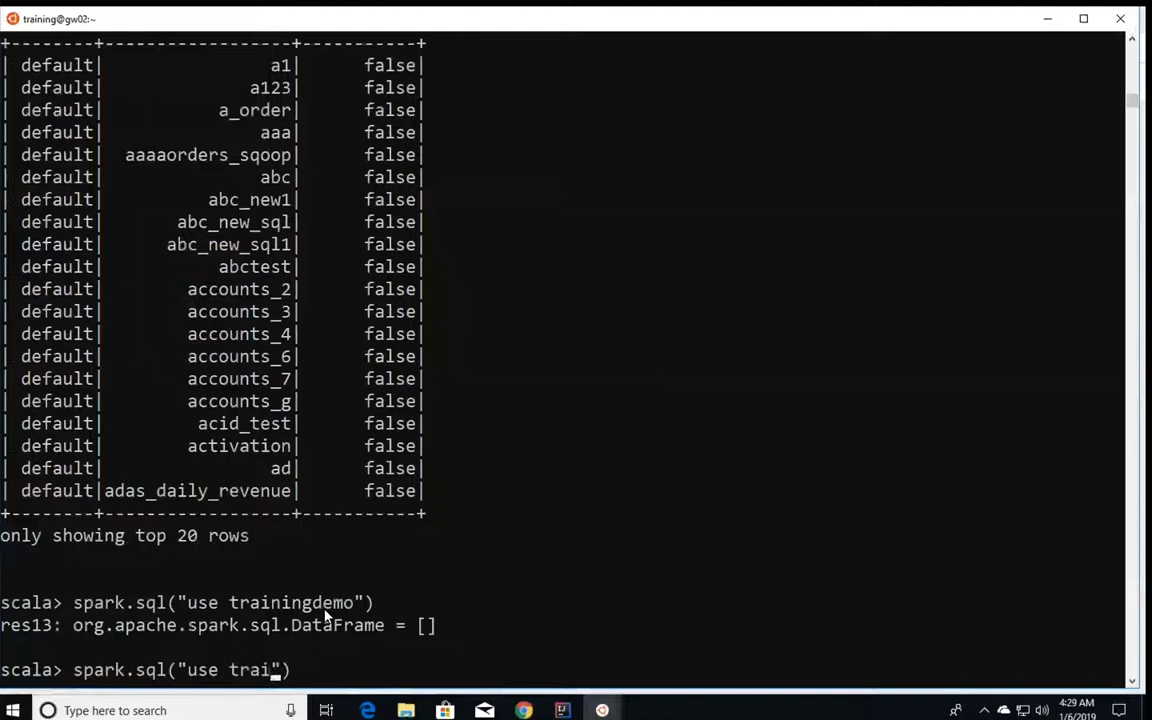 training@gw02:~
+--------+------------------+-----------+
| default|                a1|      false|
| default|              a123|      false|
| default|           a_order|      false|
| default|               aaa|      false|
| default|  aaaaorders_sqoop|      false|
| default|               abc|      false|
| default|          abc_new1|      false|
| default|       abc_new_sql|      false|
| default|      abc_new_sql1|      false|
| default|           abctest|      false|
| default|        accounts_2|      false|
| default|        accounts_3|      false|
| default|        accounts_4|      false|
| default|        accounts_6|      false|
| default|        accounts_7|      false|
| default|        accounts_g|      false|
| default|         acid_test|      false|
| default|        activation|      false|
| default|                ad|      false|
| default|adas_daily_revenue|      false|
+--------+------------------+-----------+
only showing top 20 rows
scala> spark.sql("use trainingdemo")
res13: org.apache.spark.sql.DataFrame = []
scala> spark.sql("use trai")
Type here to search
4:29 AM
1/6/2019